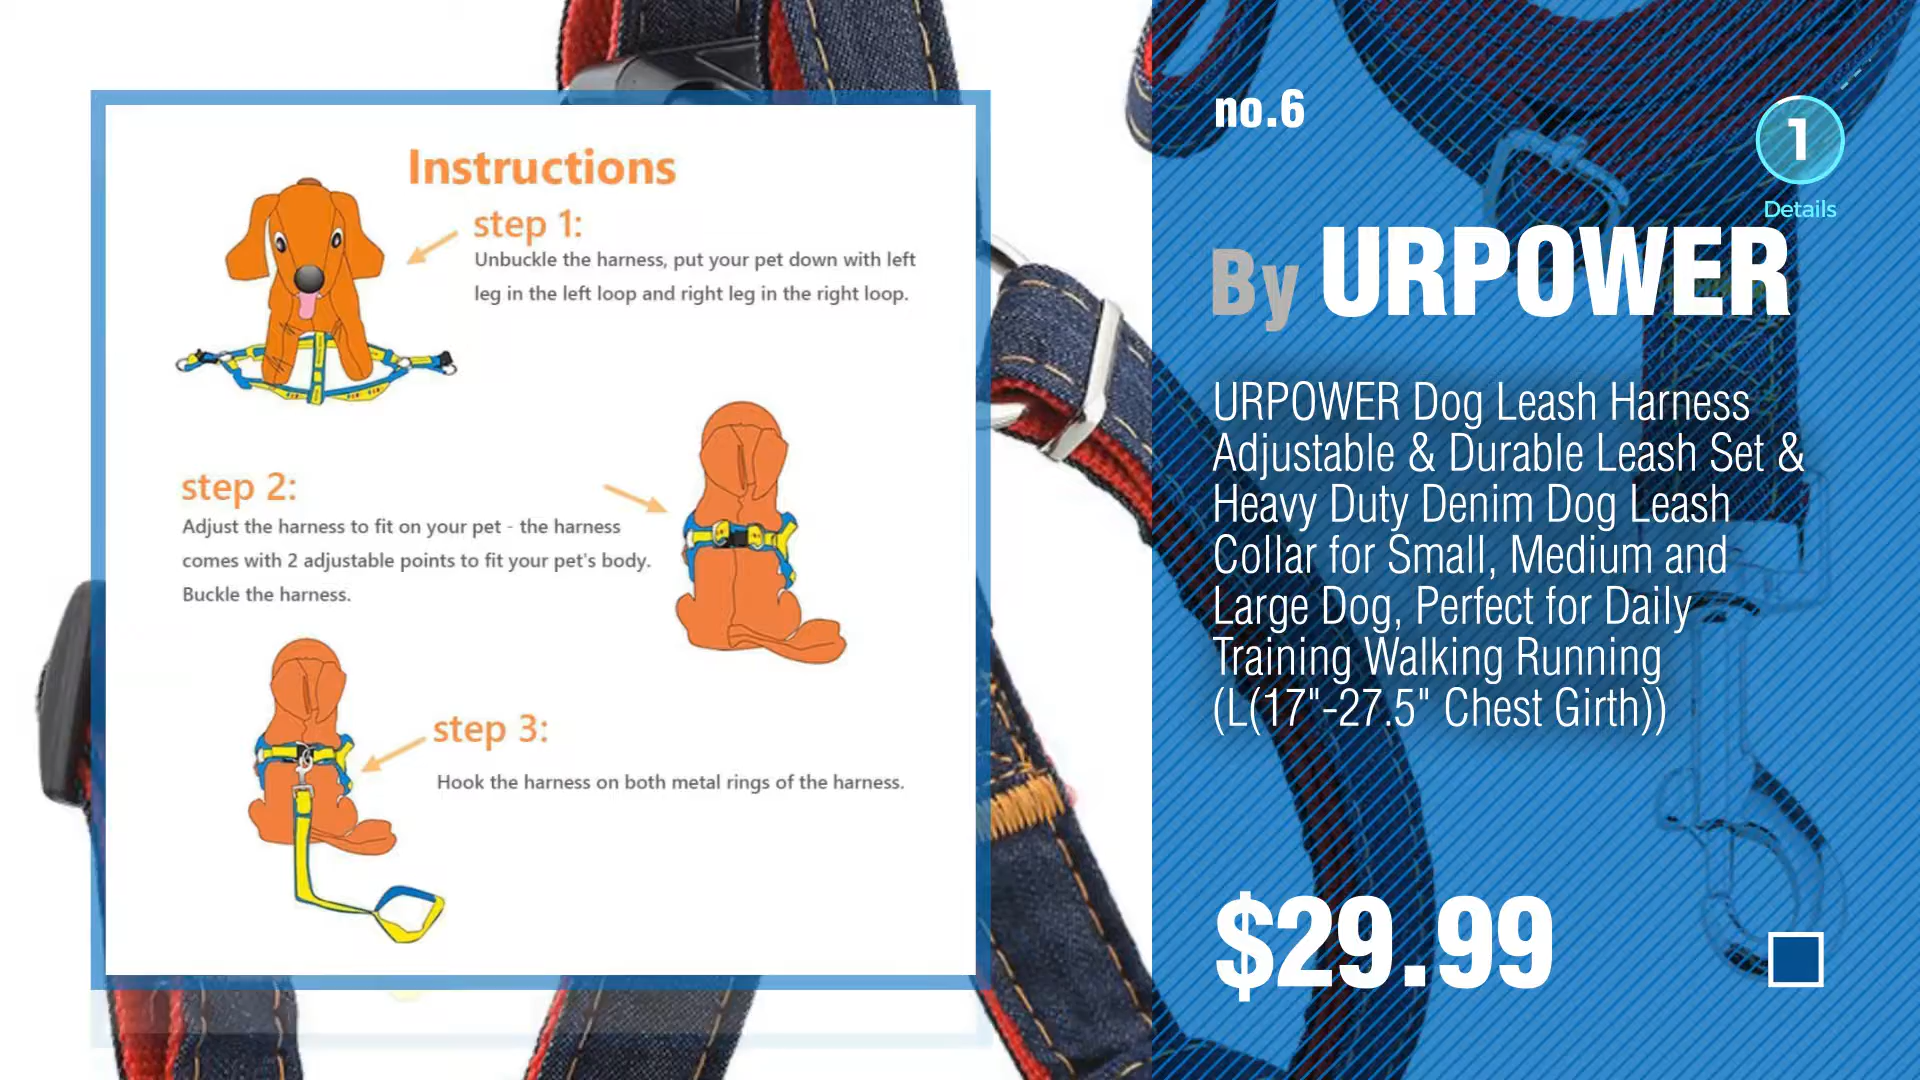 Instructions
step 1:
Unbuckle the harness, put your pet down with left
leg in the left loop and right leg in the right loop.
step 2:
Adjust the harness to fit on your pet - the harness
comes with 2 adjustable points to fit your pet's body.
Buckle the harness.
step 3:
Hook the harness on both metal rings of the harness.
no.6
1
Details
By URPOWER
URPOWER Dog Leash Harness
Adjustable & Durable Leash Set &
Heavy Duty Denim Dog Leash
Collar for Small, Medium and
Large Dog, Perfect for Daily
Training Walking Running
(L(17"-27.5" Chest Girth))
$29.99